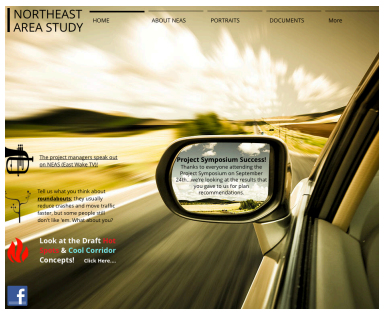 NORTHEAST
AREA STUDY
HOME ABOUT NEAS PORTRAITS DOCUMENTS More
Project Symposium Success!
Thanks to everyone attending the
Project Symposium on September
24th...we're looking at the results that
you gave to us for plan
recommendations.
The project managers speak out
on NEAS (East Wake TV)!
Tell us what you think about
roundabouts: they usually
reduce crashes and move traffic
faster, but some people still
don't like 'em. What about you?
Look at the Draft
& Cool Corridor
Concepts! Click Here...
f